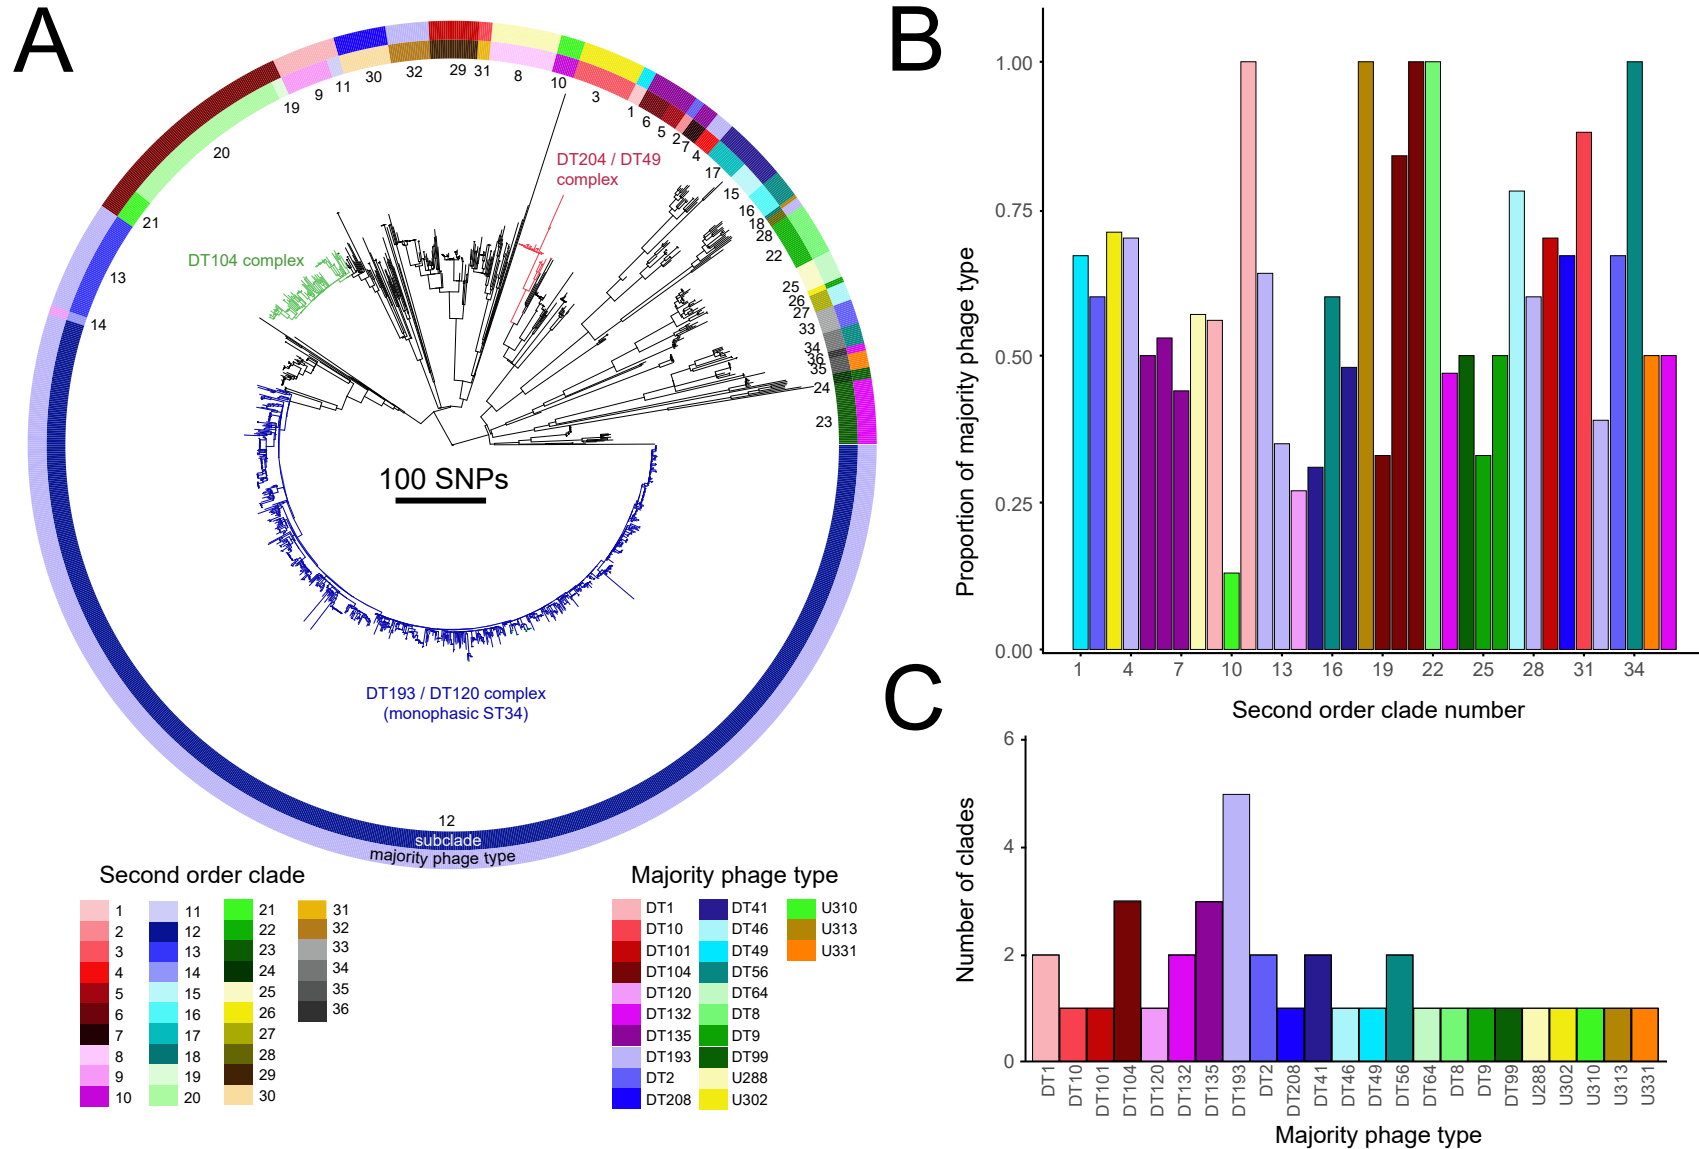 A
29
31
32
8
30
11
9
19
10
3
1
6
5
2
7
4
17
15
16
18
28
22
25
26
27
33
34
36
35
24
23
20
21
13
14
12
DT204 / DT49
complex
DT104 complex
100 SNPs
DT193 / DT120 complex
(monophasic ST34)
subclade
majority phage type
Second order clade
1
2
3
4
5
6
7
8
9
10
11
12
13
14
15
16
17
18
19
20
21
22
23
24
25
26
27
28
29
30
31
32
33
34
35
36
Majority phage type
DT1
DT10
DT101
DT104
DT120
DT132
DT135
DT193
DT2
DT208
DT41
DT46
DT49
DT56
DT64
DT8
DT9
DT99
U288
U302
U310
U313
U331
B
Proportion of majority phage type
1.00
0.75
0.50
0.25
0.00
1 4 7 10 13 16 19 22 25 28 31 34
Second order clade number
C
Number of clades
6
4
2
0
DT1 DT10 DT101 DT104 DT120 DT132 DT135 DT193 DT2 DT208 DT41 DT46 DT49 DT56 DT64 DT8 DT9 DT99 U288 U302 U310 U313 U331
Majority phage type